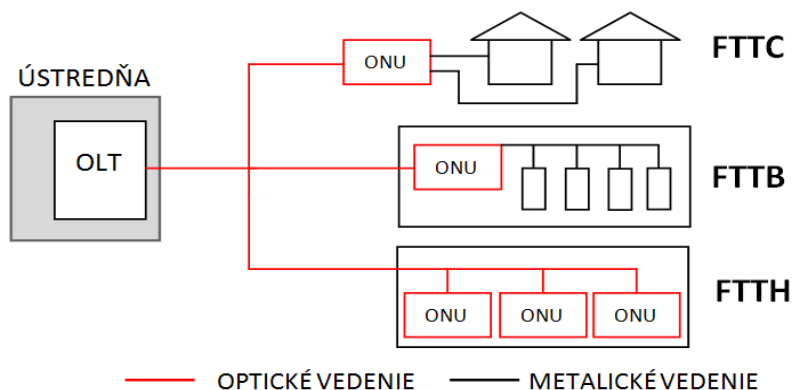 ONU
FTTC
ÚSTREDŇA
OLT
ONU
FTTB
FTTH
ONU
ONU
ONU
OPTICKÉ VEDENIE
METALICKÉ VEDENIE